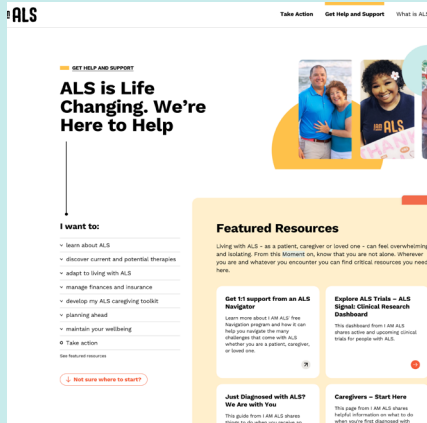 I AM ALS
Take Action
Get Help and Support
What is ALS
GET HELP AND SUPPORT
ALS is Life
Changing. We're
Here to Help
I want to:
learn about ALS
discover current and potential therapies
adapt to living with ALS
manage finances and insurance
develop my ALS caregiving toolkit
planning ahead
maintain your wellbeing
Take action
See featured resources
Not sure where to start?
Featured Resources
Living with ALS - as a patient, caregiver or loved one - can feel overwhelming
and isolating. From this Moment on, know that you are not alone. Wherever
you are and whatever you encounter you can find critical resources you need
here.
Get 1:1 support from an ALS
Navigator
Learn more about I AM ALS' free
Navigation program and how it can
help you navigate the many
challenges that come with ALS
whether you are a patient, caregiver,
or loved one.
Explore ALS Trials – ALS
Signal: Clinical Research
Dashboard
This dashboard from I AM ALS
shares active and upcoming clinical
trials for people with ALS.
Just Diagnosed with ALS?
We Are with You
This guide from I AM ALS shares
Caregivers – Start Here
This page from I AM ALS shares
helpful information on what to do
when you're first diagnosed with